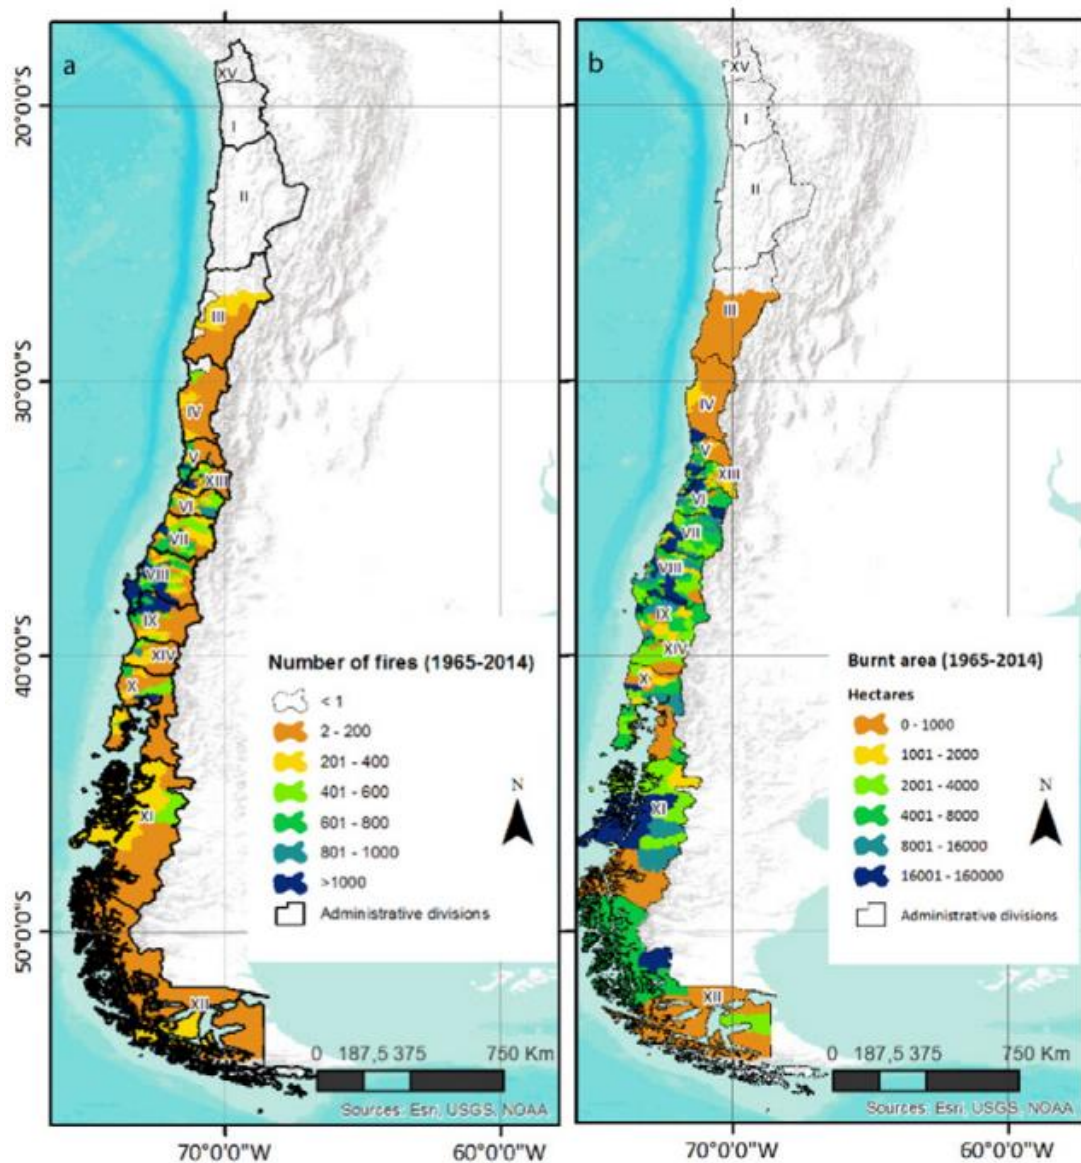 a
20°0'0"S
30°0'0"S
40°0'0"S
50°0'0"S
XV
I
II
III
IV
V
XIII
VI
VII
VIII
IX
XIV
X
XI
XII
Number of fires (1965-2014)
< 1
2 - 200
201 - 400
401 - 600
601 - 800
801 - 1000
>1000
Administrative divisions
N
0 187,5 375 750 Km
Sources: Esri, USGS, NOAA
70°0'0"W
60°0'0"W
b
XV
I
II
III
IV
V
XIII
VI
VII
VIII
IX
XIV
X
XI
XII
Burnt area (1965-2014)
Hectares
0 - 1000
1001 - 2000
2001 - 4000
4001 - 8000
8001 - 16000
16001 - 160000
Administrative divisions
N
0 187,5 375 750 Km
Sources: Esri, USGS, NOAA
70°0'0"W
60°0'0"W